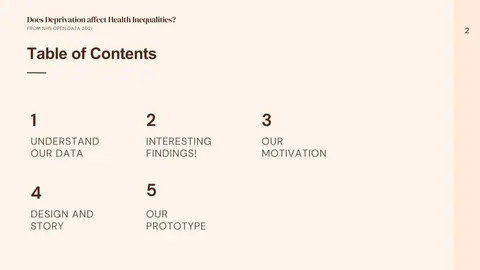 Does Deprivation affect Health Inequalities?
FROM NHS OPEN DATA 2021
2
Table of Contents
1
UNDERSTAND
OUR DATA
2
INTERESTING
FINDINGS!
3
OUR
MOTIVATION
4
DESIGN AND
STORY
5
OUR
PROTOTYPE